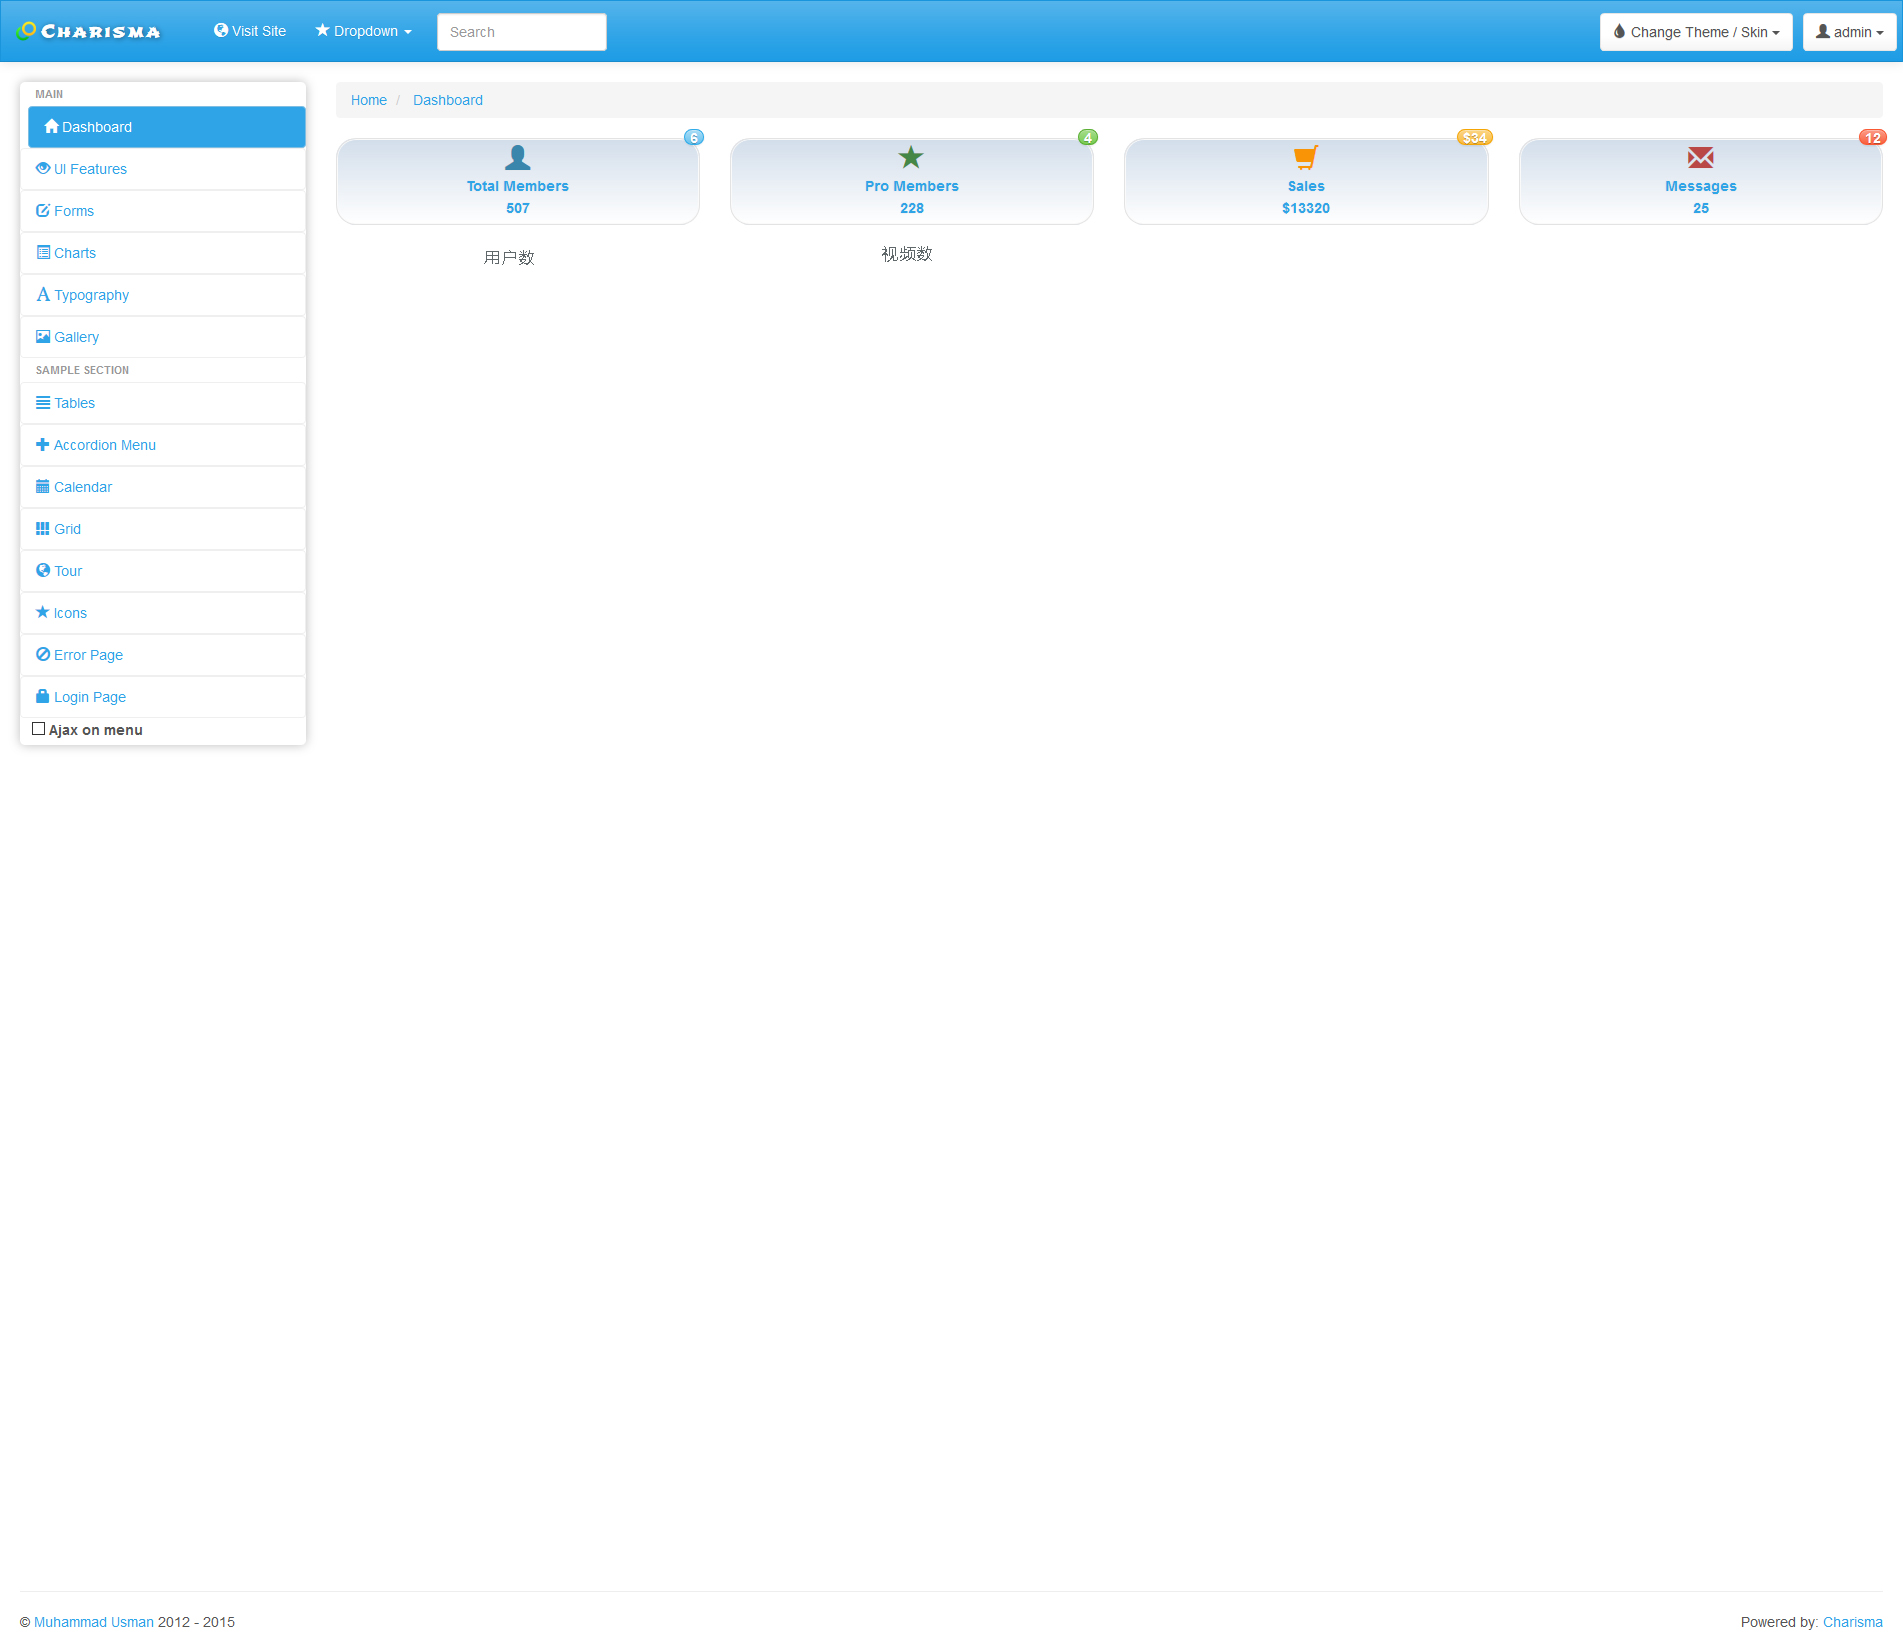 CHARISMA
Visit Site
Dropdown
Search
Change Theme / Skin
admin
MAIN
Dashboard
UI Features
Forms
Charts
Typography
Gallery
SAMPLE SECTION
Tables
Accordion Menu
Calendar
Grid
Tour
Icons
Error Page
Login Page
Ajax on menu
Home / Dashboard
6
Total Members
507
4
Pro Members
228
$34
Sales
$13320
12
Messages
25
用户数
视频数
© Muhammad Usman 2012 - 2015
Powered by: Charisma